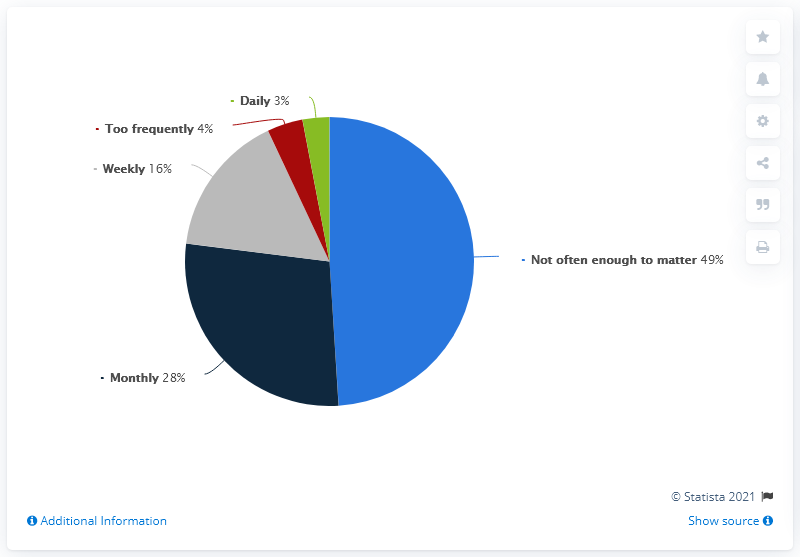 Daily 3%
Too frequently 4%
Weekly 16%
Not often enough to matter 49%
Monthly 28%
© Statista 2021
Additional Information
Show source